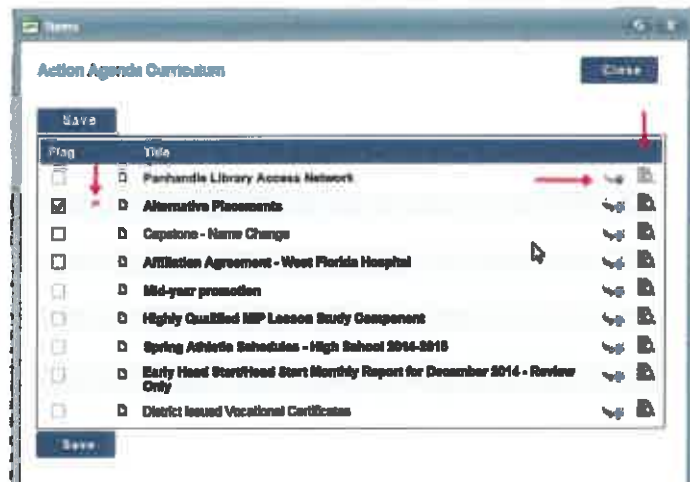 Items
Action Agenda Curriculum
Close
Save
Flag Title
Panhandle Library Access Network
Alternative Placements
Capstone - Name Change
Affiliation Agreement - West Florida Hospital
Mid-year promotion
Highly Qualified MIP Lesson Study Component
Spring Athletic Schedules - High School 2014-2015
Early Head Start/Head Start Monthly Report for December 2014 - Review
Only
District Issued Vocational Certificates
Save